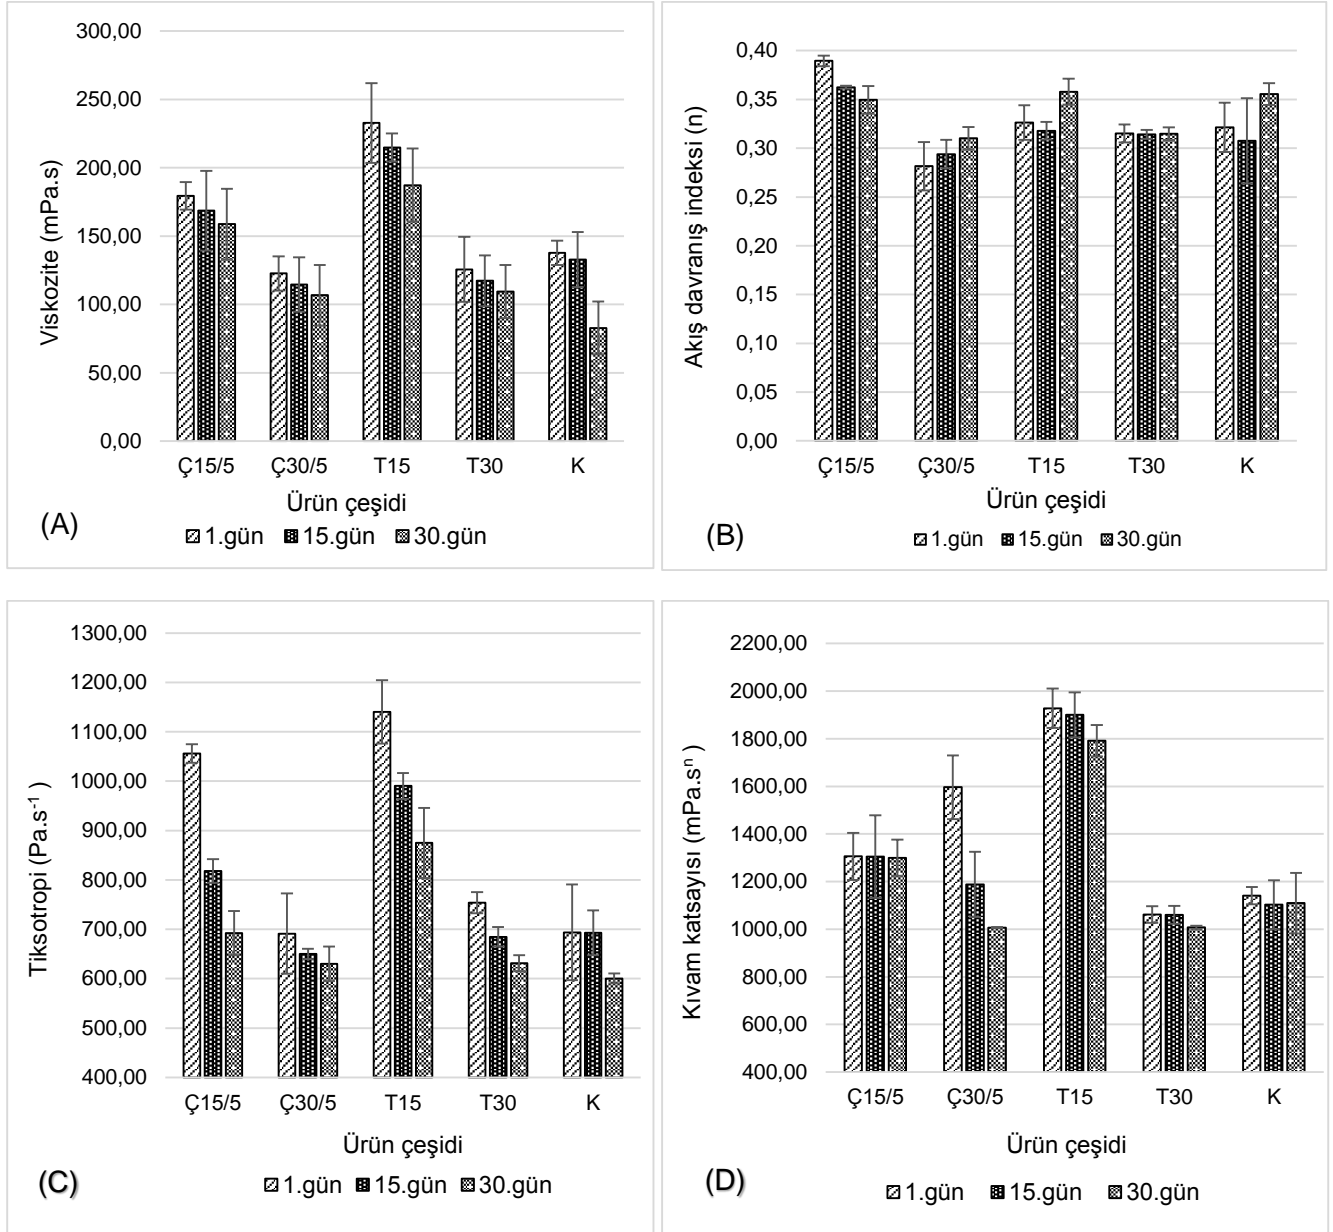 300,00
250,00
200,00
150,00
100,00
50,00
0,00
Viskozite (mPa.s)
Ç15/5 Ç30/5 T15 T30 K
Ürün çeşidi
(A)
1.gün 15.gün 30.gün
0,40
0,35
0,30
0,25
0,20
0,15
0,10
0,05
0,00
Akış davranış indeksi (n)
Ç15/5 Ç30/5 T15 T30 K
Ürün çeşidi
(B)
1.gün 15.gün 30.gün
1300,00
1200,00
1100,00
1000,00
900,00
800,00
700,00
600,00
500,00
400,00
Tiksotropi (Pa.s⁻¹ )
Ç15/5 Ç30/5 T15 T30 K
Ürün çeşidi
(C)
1.gün 15.gün 30.gün
2200,00
2000,00
1800,00
1600,00
1400,00
1200,00
1000,00
800,00
600,00
400,00
Kıvam katsayısı (mPa.sⁿ )
Ç15/5 Ç30/5 T15 T30 K
Ürün çeşidi
(D)
1.gün 15.gün 30.gün